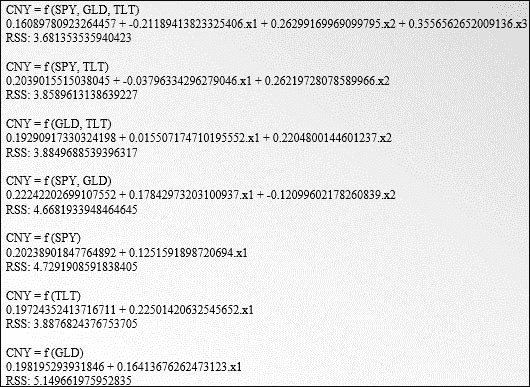 CNY = f (SPY, GLD, TLT)
0.16089780923264457 + -0.21189413823325406.x1 + 0.26299169969099795.x2 + 0.3556562652009136.x3
RSS: 3.681353535940423
CNY = f (SPY, TLT)
0.2039015515038045 + -0.03796334296279046.x1 + 0.26219728078589966.x2
RSS: 3.8589613138639227
CNY = f (GLD, TLT)
0.19290917330324198 + 0.015507174710195552.x1 + 0.2204800144601237.x2
RSS: 3.8849688539396317
CNY = f (SPY, GLD)
0.22242202699107552 + 0.17842973203100937.x1 + -0.12099602178260839.x2
RSS: 4.6681933948464645
CNY = f (SPY)
0.20238901847764892 + 0.1251591898720694.x1
RSS: 4.7291908591838405
CNY = f (TLT)
0.19724352413716711 + 0.22501420632545652.x1
RSS: 3.8876824376753705
CNY = f (GLD)
0.198195293931846 + 0.16413676262473123.x1
RSS: 5.149661975952835